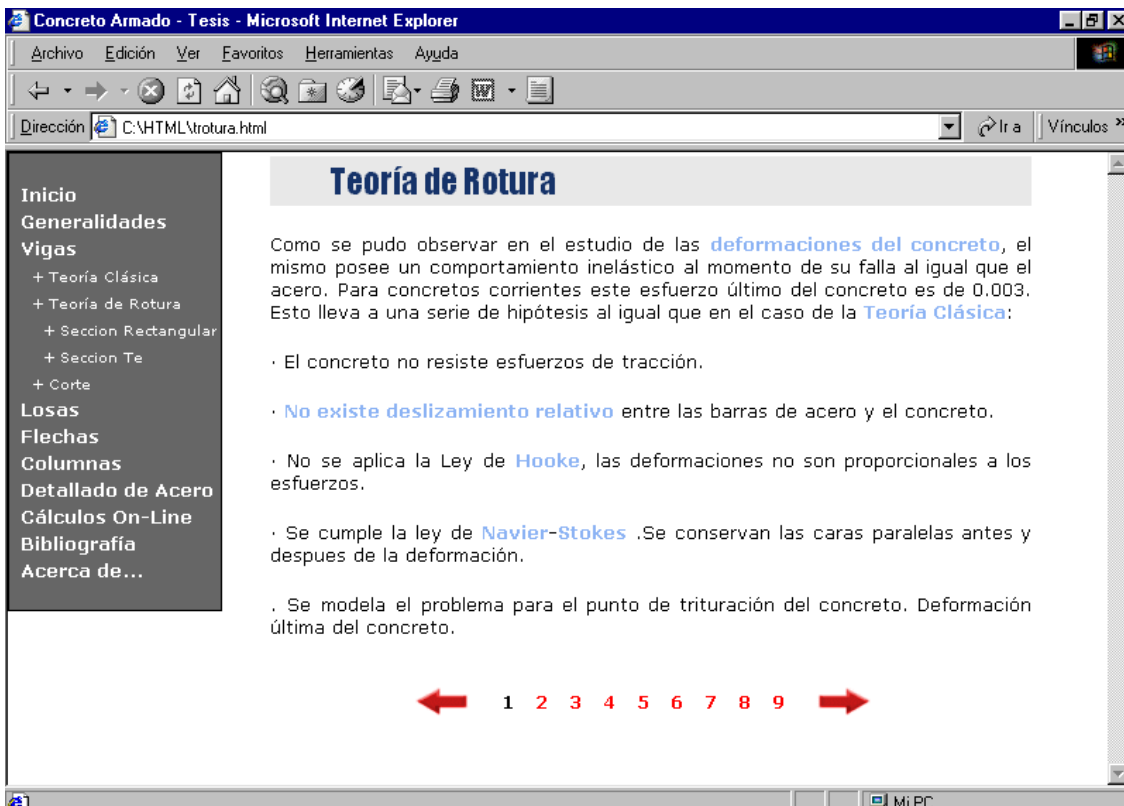 Concreto Armado - Tesis - Microsoft Internet Explorer
Archivo Edición Ver Favoritos Herramientas Ayuda
Dirección C:\HTML\trotura.html Ir a Vínculos »
Inicio
Generalidades
Vigas
+ Teoría Clásica
+ Teoría de Rotura
+ Seccion Rectangular
+ Seccion Te
+ Corte
Losas
Flechas
Columnas
Detallado de Acero
Cálculos On-Line
Bibliografía
Acerca de...
Teoría de Rotura
Como se pudo observar en el estudio de las deformaciones del concreto, el
mismo posee un comportamiento inelástico al momento de su falla al igual que el
acero. Para concretos corrientes este esfuerzo último del concreto es de 0.003.
Esto lleva a una serie de hipótesis al igual que en el caso de la Teoría Clásica:
· El concreto no resiste esfuerzos de tracción.
· No existe deslizamiento relativo entre las barras de acero y el concreto.
· No se aplica la Ley de Hooke, las deformaciones no son proporcionales a los
esfuerzos.
· Se cumple la ley de Navier-Stokes .Se conservan las caras paralelas antes y
despues de la deformación.
. Se modela el problema para el punto de trituración del concreto. Deformación
última del concreto.
1 2 3 4 5 6 7 8 9
Mi PC